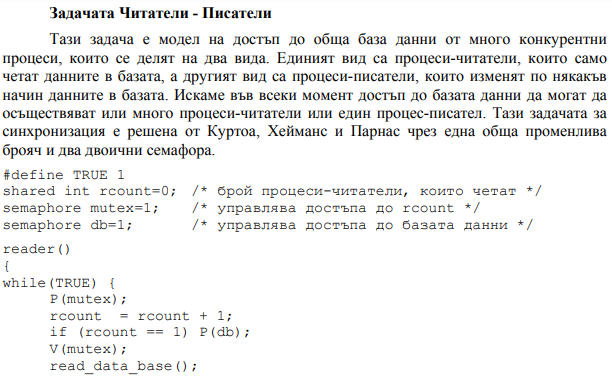 Задачата Читатели - Писатели
Тази задача е модел на достъп до обща база данни от много конкурентни
процеси, които се делят на два вида. Единият вид са процеси-читатели, които само
четат данните в базата, а другият вид са процеси-писатели, които изменят по някакъв
начин данните в базата. Искаме във всеки момент достъп до базата данни да могат да
осъществяват или много процеси-читатели или един процес-писател. Тази задачата за
синхронизация е решена от Куртоа, Хейманс и Парнас чрез една обща променлива
брояч и два двоични семафора.
#define TRUE 1
shared int rcount=0; /* брой процеси-читатели, които четат */
semaphore mutex=1; /* управлява достъпа до rcount */
semaphore db=1; /* управлява достъпа до базата данни */
reader()
{
while(TRUE) {
P(mutex);
rcount = rcount + 1;
if (rcount == 1) P(db);
V(mutex);
read_data_base();